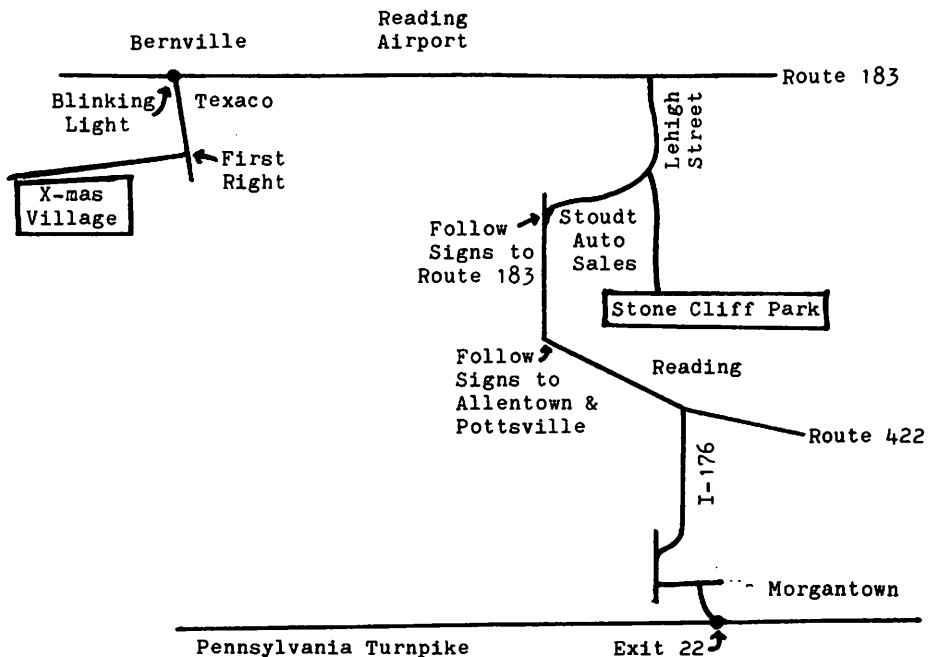 Reading
Airport
Bernville
Route 183
Blinking
Light
Texaco
Lehigh
Street
First
Right
X-mas
Village
Follow
Signs to
Route 183
Stoudt
Auto
Sales
Stone Cliff Park
Follow
Signs to
Allentown &
Pottsville
Reading
Route 422
I-176
Morgantown
Pennsylvania Turnpike
Exit 22